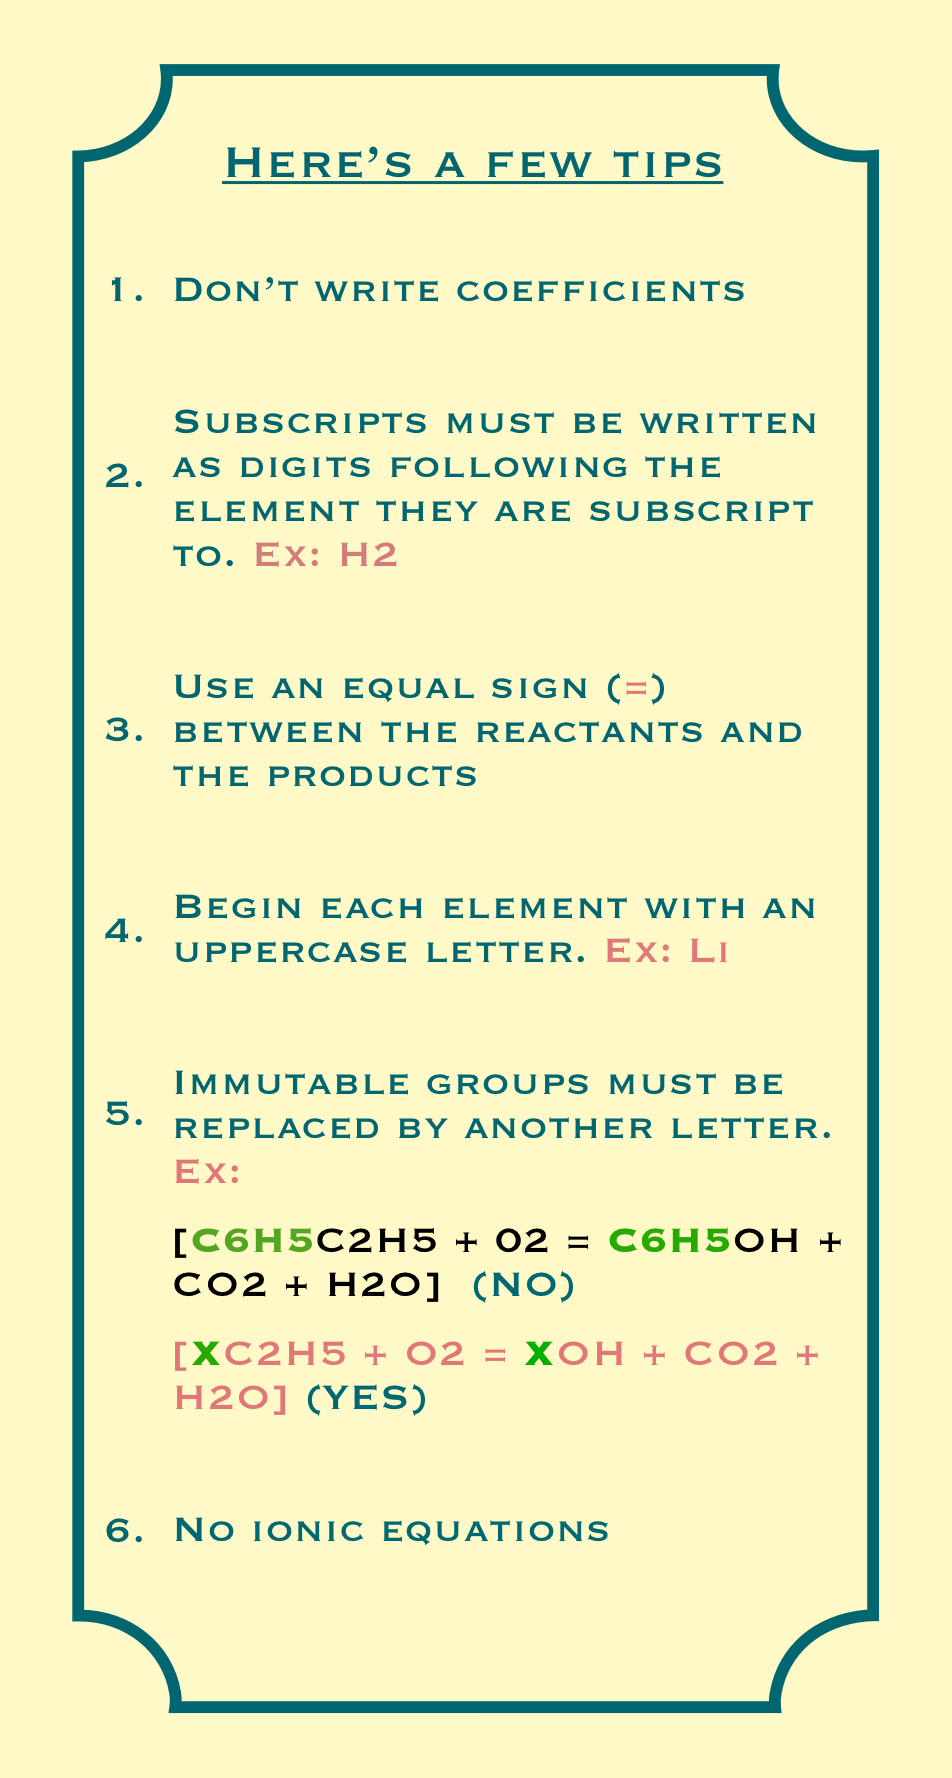 Here's a few tips
1. Don't write coefficients
Subscripts must be written
as digits following the
2. element they are subscript
to. Ex: H2
Use an equal sign (=)
3. between the reactants and
the products
Begin each element with an
4. uppercase letter. Ex: Li
Immutable groups must be
5. replaced by another letter.
Ex:
[C6H5C2H5 + O2 = C6H5OH +
CO2 + H2O] (NO)
[XC2H5 + O2 = XOH + CO2 +
H2O] (YES)
6. No ionic equations